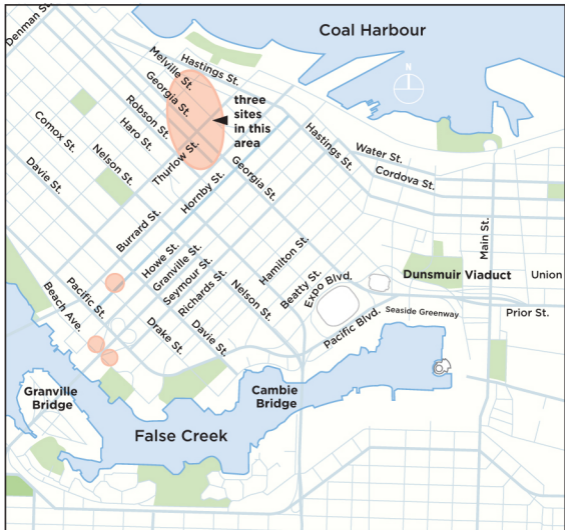 Denman St.
Coal Harbour
N
Melville St.
Hastings St.
Georgia St.
three
sites
in this
area
Robson St.
Haro St.
Comox St.
Nelson St.
Thurlow St.
Hastings St.
Water St.
Cordova St.
Davie St.
Georgia St.
Hornby St.
Burrard St.
Main St.
Howe St.
Granville St.
Seymour St.
Richards St.
Hamilton St.
Nelson St.
Beatty St.
Expo Blvd.
Dunsmuir Viaduct
Union
Pacific St.
Beach Ave.
Drake St.
Davie St.
Pacific Blvd.
Seaside Greenway
Prior St.
Granville
Bridge
Cambie
Bridge
False Creek